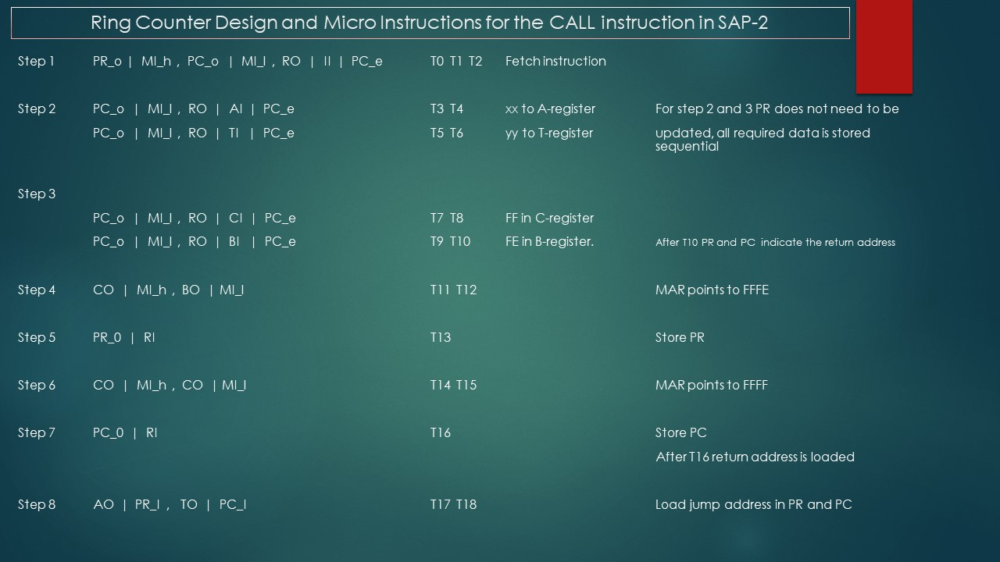 Ring Counter Design and Micro Instructions for the CALL instruction in SAP-2
Step 1 PR_o | MI_h , PC_o | MI_l , RO | II | PC_e T0 T1 T2 Fetch instruction
Step 2 PC_o | MI_l , RO | AI | PC_e T3 T4 xx to A-register For step 2 and 3 PR does not need to be
PC_o | MI_l , RO | TI | PC_e T5 T6 yy to T-register updated, all required data is stored
sequential
Step 3
PC_o | MI_l , RO | CI | PC_e T7 T8 FF in C-register
PC_o | MI_l , RO | BI | PC_e T9 T10 FE in B-register. After T10 PR and PC indicate the return address
Step 4 CO | MI_h , BO | MI_l T11 T12 MAR points to FFFE
Step 5 PR_0 | RI T13 Store PR
Step 6 CO | MI_h , CO | MI_l T14 T15 MAR points to FFFF
Step 7 PC_0 | RI T16 Store PC
After T16 return address is loaded
Step 8 AO | PR_I , TO | PC_I T17 T18 Load jump address in PR and PC